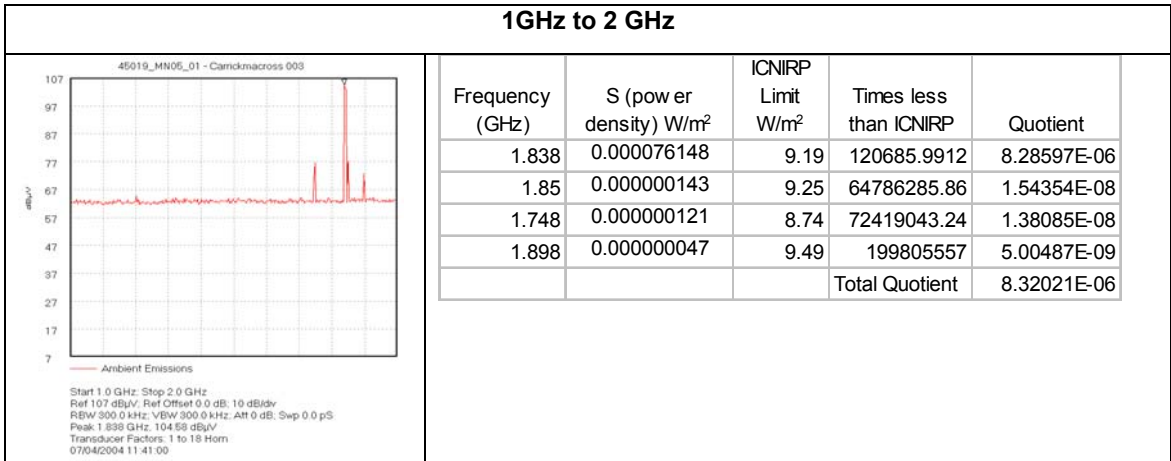 1GHz to 2 GHz
45019_MN05_01 - Carrickmacross 003
107
97
87
77
67
57
47
37
27
17
7
dBµV
Ambient Emissions
Start 1.0 GHz; Stop 2.0 GHz
Ref 107 dBµV; Ref Offset 0.0 dB; 10 dB/div
RBW 300.0 kHz; VBW 300.0 kHz; Att 0 dB; Swp 0.0 pS
Peak 1.838 GHz, 104.58 dBµV
Transducer Factors: 1 to 18 Horn
07/04/2004 11:41:00
Frequency (GHz) S (pow er density) W/m² ICNIRP Limit W/m² Times less than ICNIRP Quotient
1.838 0.000076148 9.19 120685.9912 8.28597E-06
1.85 0.000000143 9.25 64786285.86 1.54354E-08
1.748 0.000000121 8.74 72419043.24 1.38085E-08
1.898 0.000000047 9.49 199805557 5.00487E-09
Total Quotient 8.32021E-06